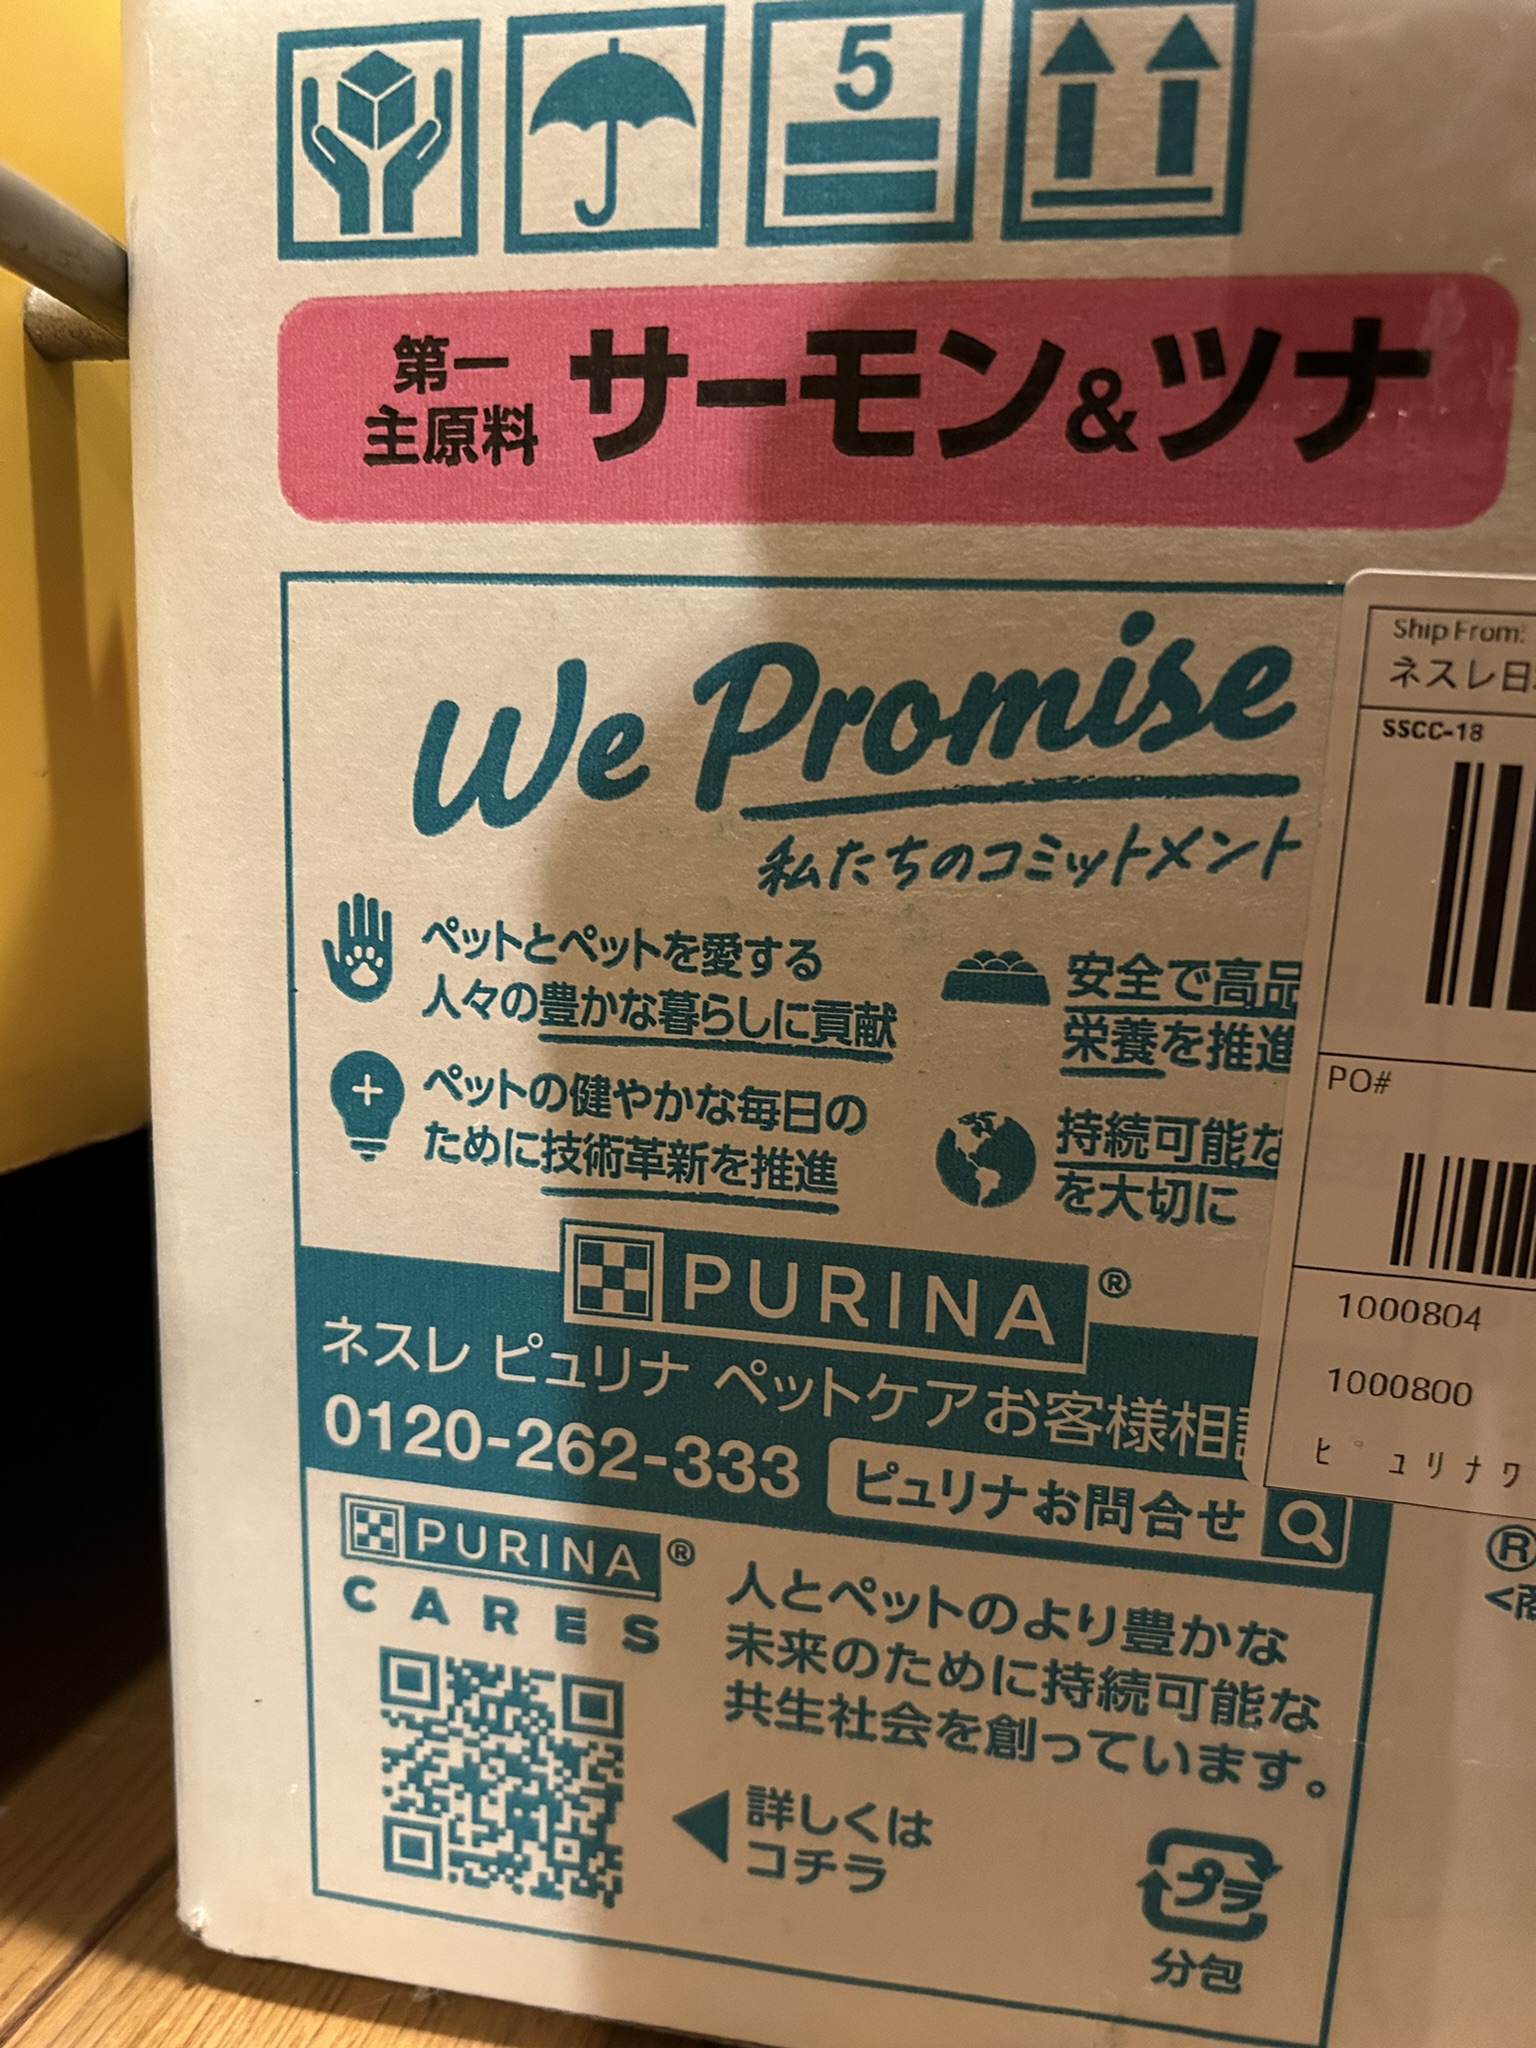 5
第一
主原料
サーモン&ツナ
We Promise
私たちのコミットメント
ペットとペットを愛する
人々の豊かな暮らしに貢献
安全で高品
栄養を推進
ペットの健やかな毎日の
ために技術革新を推進
持続可能な
を大切に
PURINA®
ネスレ ピュリナ ペットケアお客様相
0120-262-333
ピュリナお問合せ
PURINA®
CARES
人とペットのより豊かな
未来のために持続可能な
共生社会を創っています。
詳しくは
コチラ
プラ
分包
Ship From:
ネスレ日
SSCC-18
PO#
1000804
1000800
ピュリナワ
®